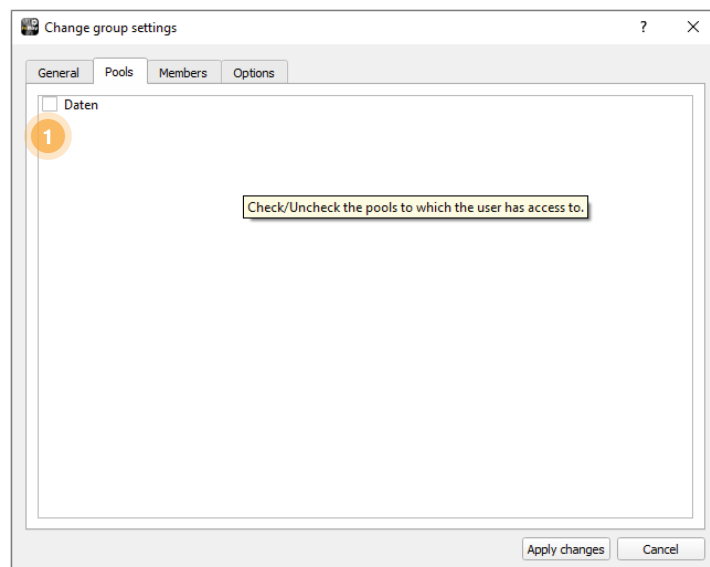 Change group settings
?
General Pools Members Options
Daten
1
Check/Uncheck the pools to which the user has access to.
Apply changes Cancel